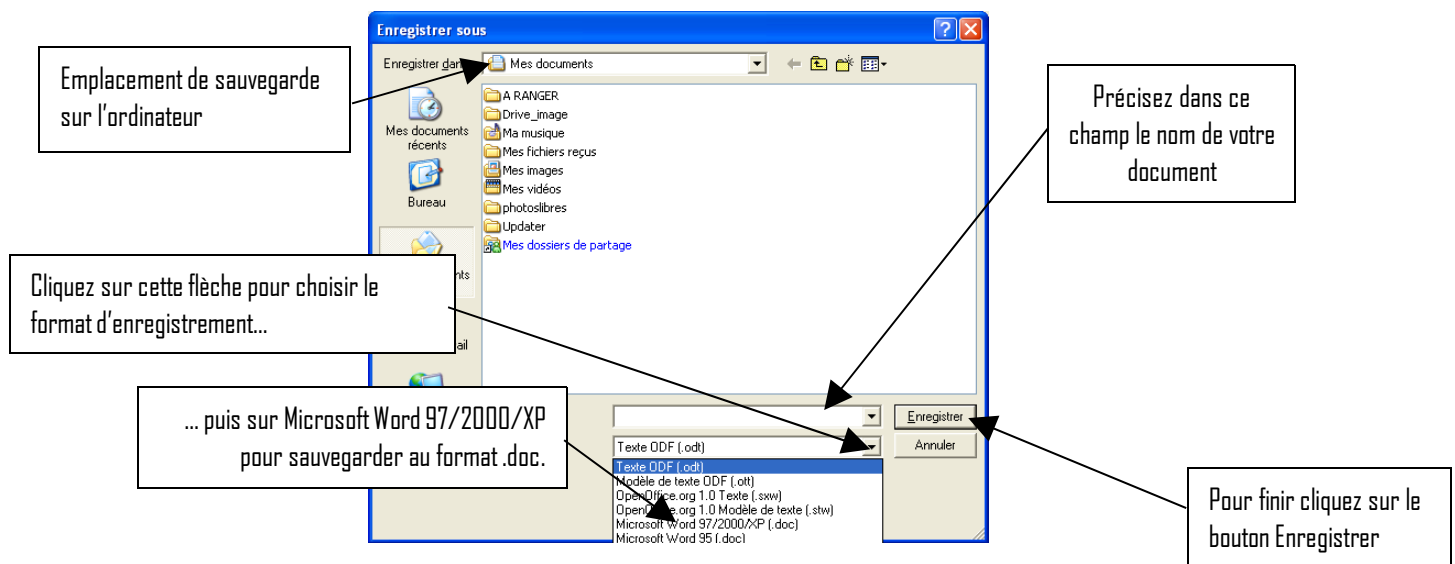 Enregistrer sous
Enregistrer dans
Mes documents
Emplacement de sauvegarde
sur l'ordinateur
Mes documents
récents
Bureau
A RANGER
Drive_image
Ma musique
Mes fichiers reçus
Mes images
Mes vidéos
photoslibres
Updater
Mes dossiers de partage
Précisez dans ce
champ le nom de votre
document
Cliquez sur cette flèche pour choisir le
format d'enregistrement...
... puis sur Microsoft Word 97/2000/XP
pour sauvegarder au format .doc.
Enregistrer
Texte ODF (.odt)
Annuler
Texte ODF (.odt)
Modèle de texte ODF (.ott)
OpenOffice.org 1.0 Texte (.sxw)
OpenOffice.org 1.0 Modèle de texte (.stw)
Microsoft Word 97/2000/XP (.doc)
Microsoft Word 95 (.doc)
Pour finir cliquez sur le
bouton Enregistrer